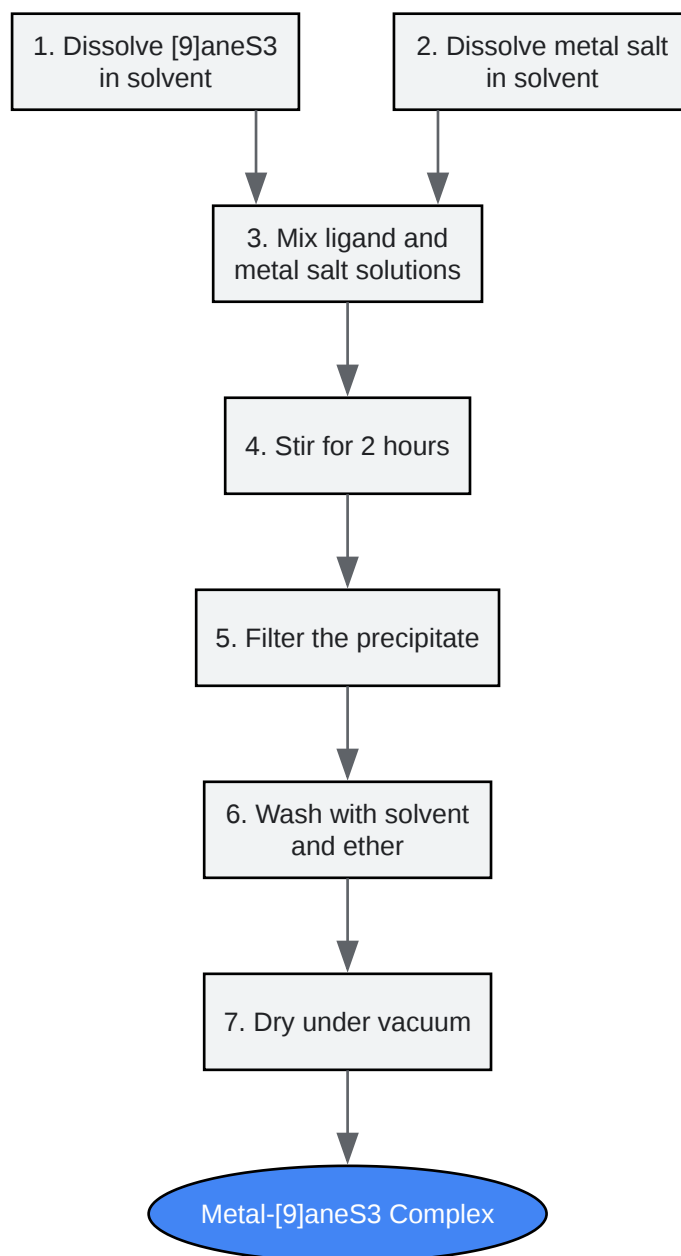 1. Dissolve [9]aneS3
in solvent
2. Dissolve metal salt
in solvent
3. Mix ligand and
metal salt solutions
4. Stir for 2 hours
5. Filter the precipitate
6. Wash with solvent
and ether
7. Dry under vacuum
Metal-[9]aneS3 Complex